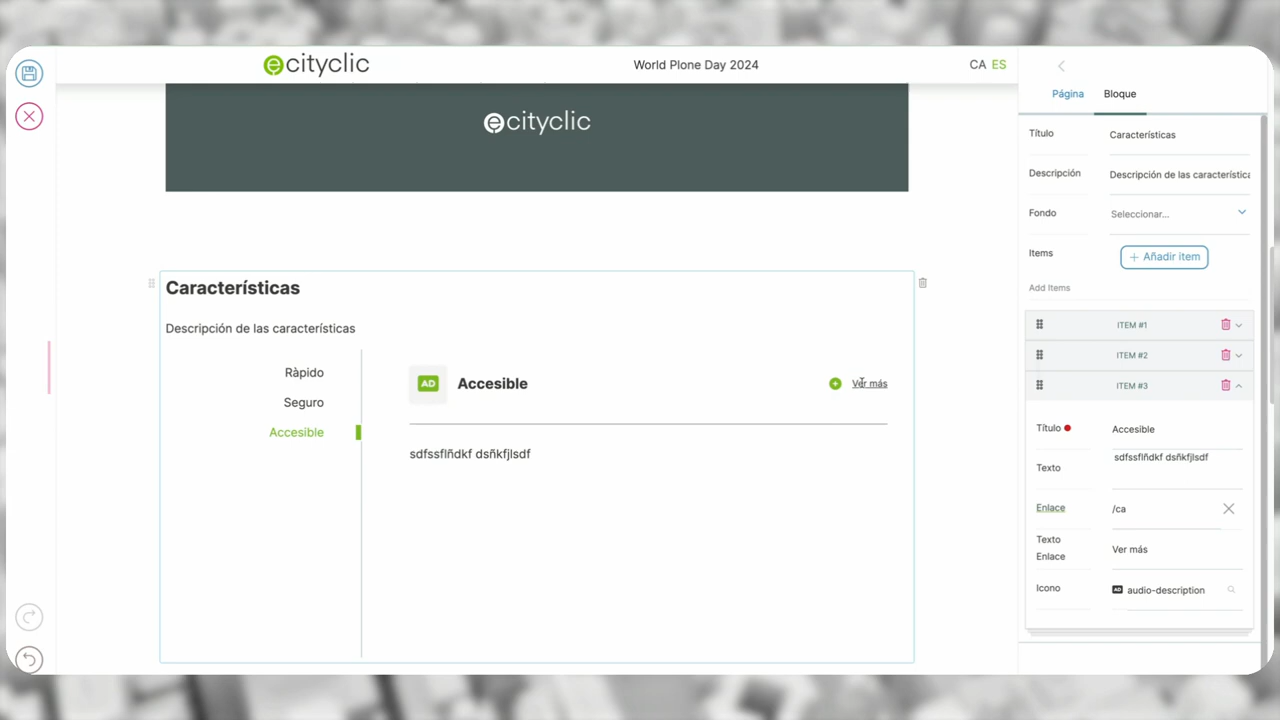 ecityclic
World Plone Day 2024
CA ES
ecityclic
Características
Descripción de las características
Ràpido
Seguro
Accesible
AD
Accesible
Ver más
sdfssflñdkf dsñkfjlsdf
Página
Bloque
Título
Características
Descripción
Descripción de las característica
Fondo
Seleccionar...
Items
Añadir item
Add Items
ITEM #1
ITEM #2
ITEM #3
Título
Accesible
Texto
sdfssflñdkf dsñkfjlsdf
Enlace
/ca
Texto
Enlace
Ver más
Icono
AD audio-description